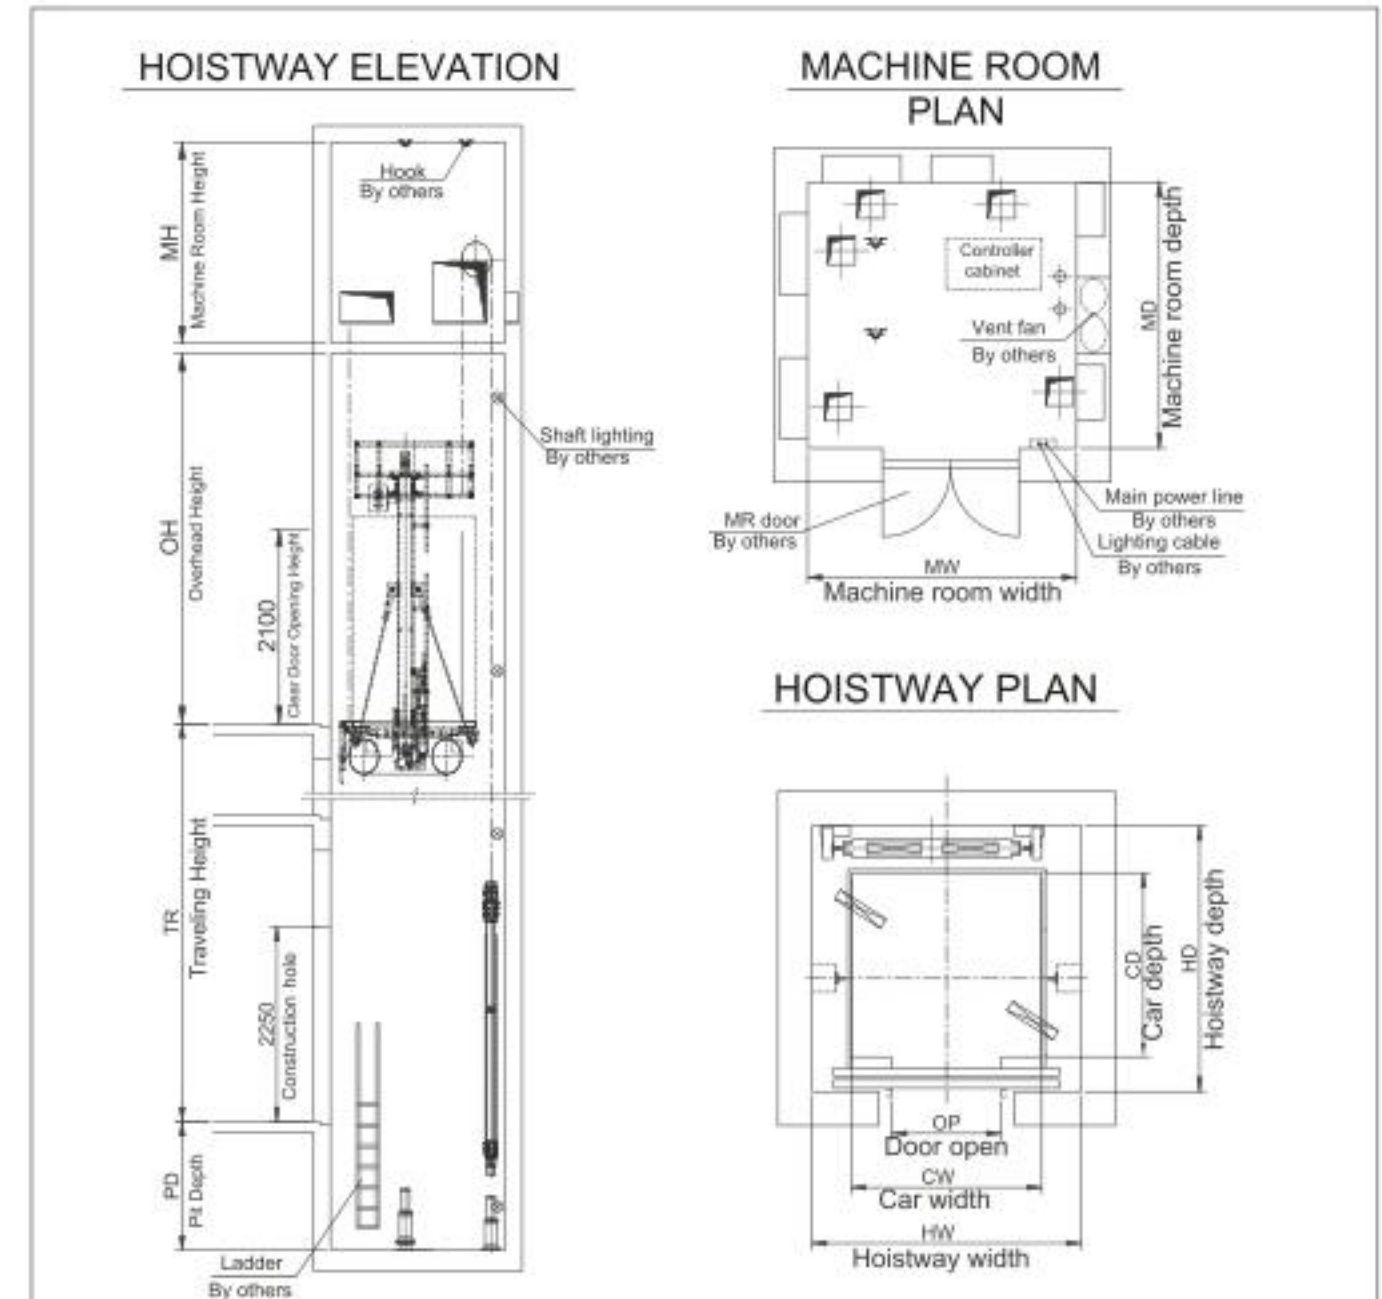 HOISTWAY ELEVATION
MH
Machine Room Height
Hook
By others
Shaft lighting
By others
OH
Overhead Height
2100
Clear Door Opening Height
TR
Traveling Height
2250
Construction hole
PD
Pit Depth
Ladder
By others
MACHINE ROOM
PLAN
Controller
cabinet
Vent fan
By others
MD
Machine room depth
MR door
By others
Main power line
By others
Lighting cable
By others
MW
Machine room width
HOISTWAY PLAN
CD
Car depth
HD
Hoistway depth
OP
Door open
CW
Car width
HW
Hoistway width